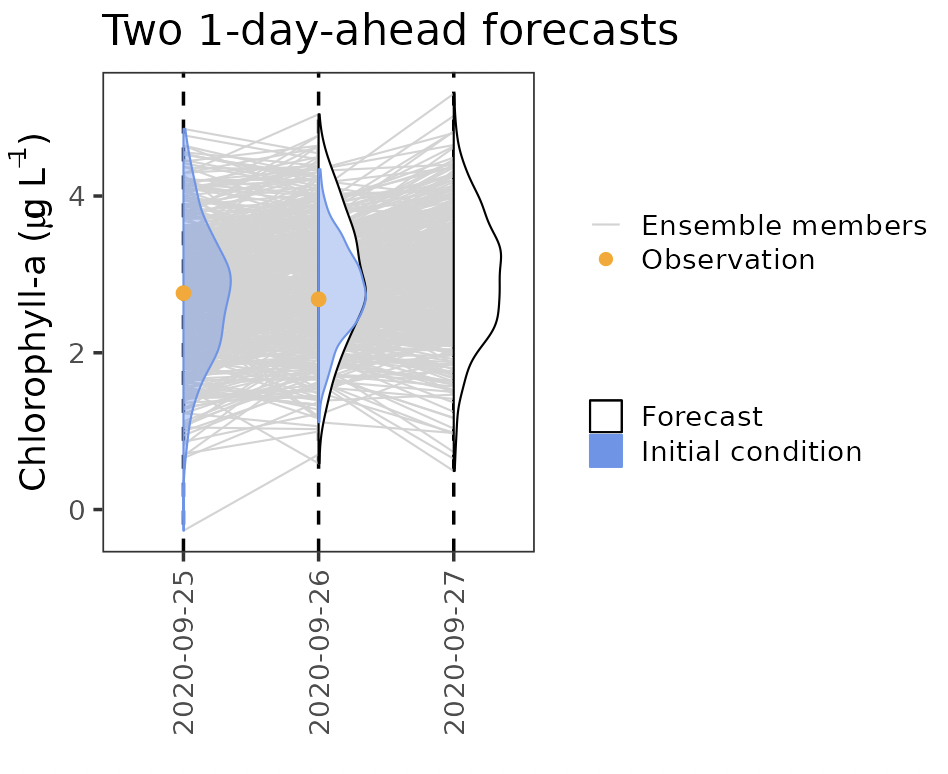 Two 1-day-ahead forecasts
Chlorophyll-a (μg L⁻¹)
4
2
0
2020-09-25
2020-09-26
2020-09-27
Ensemble members
Observation
Forecast
Initial condition